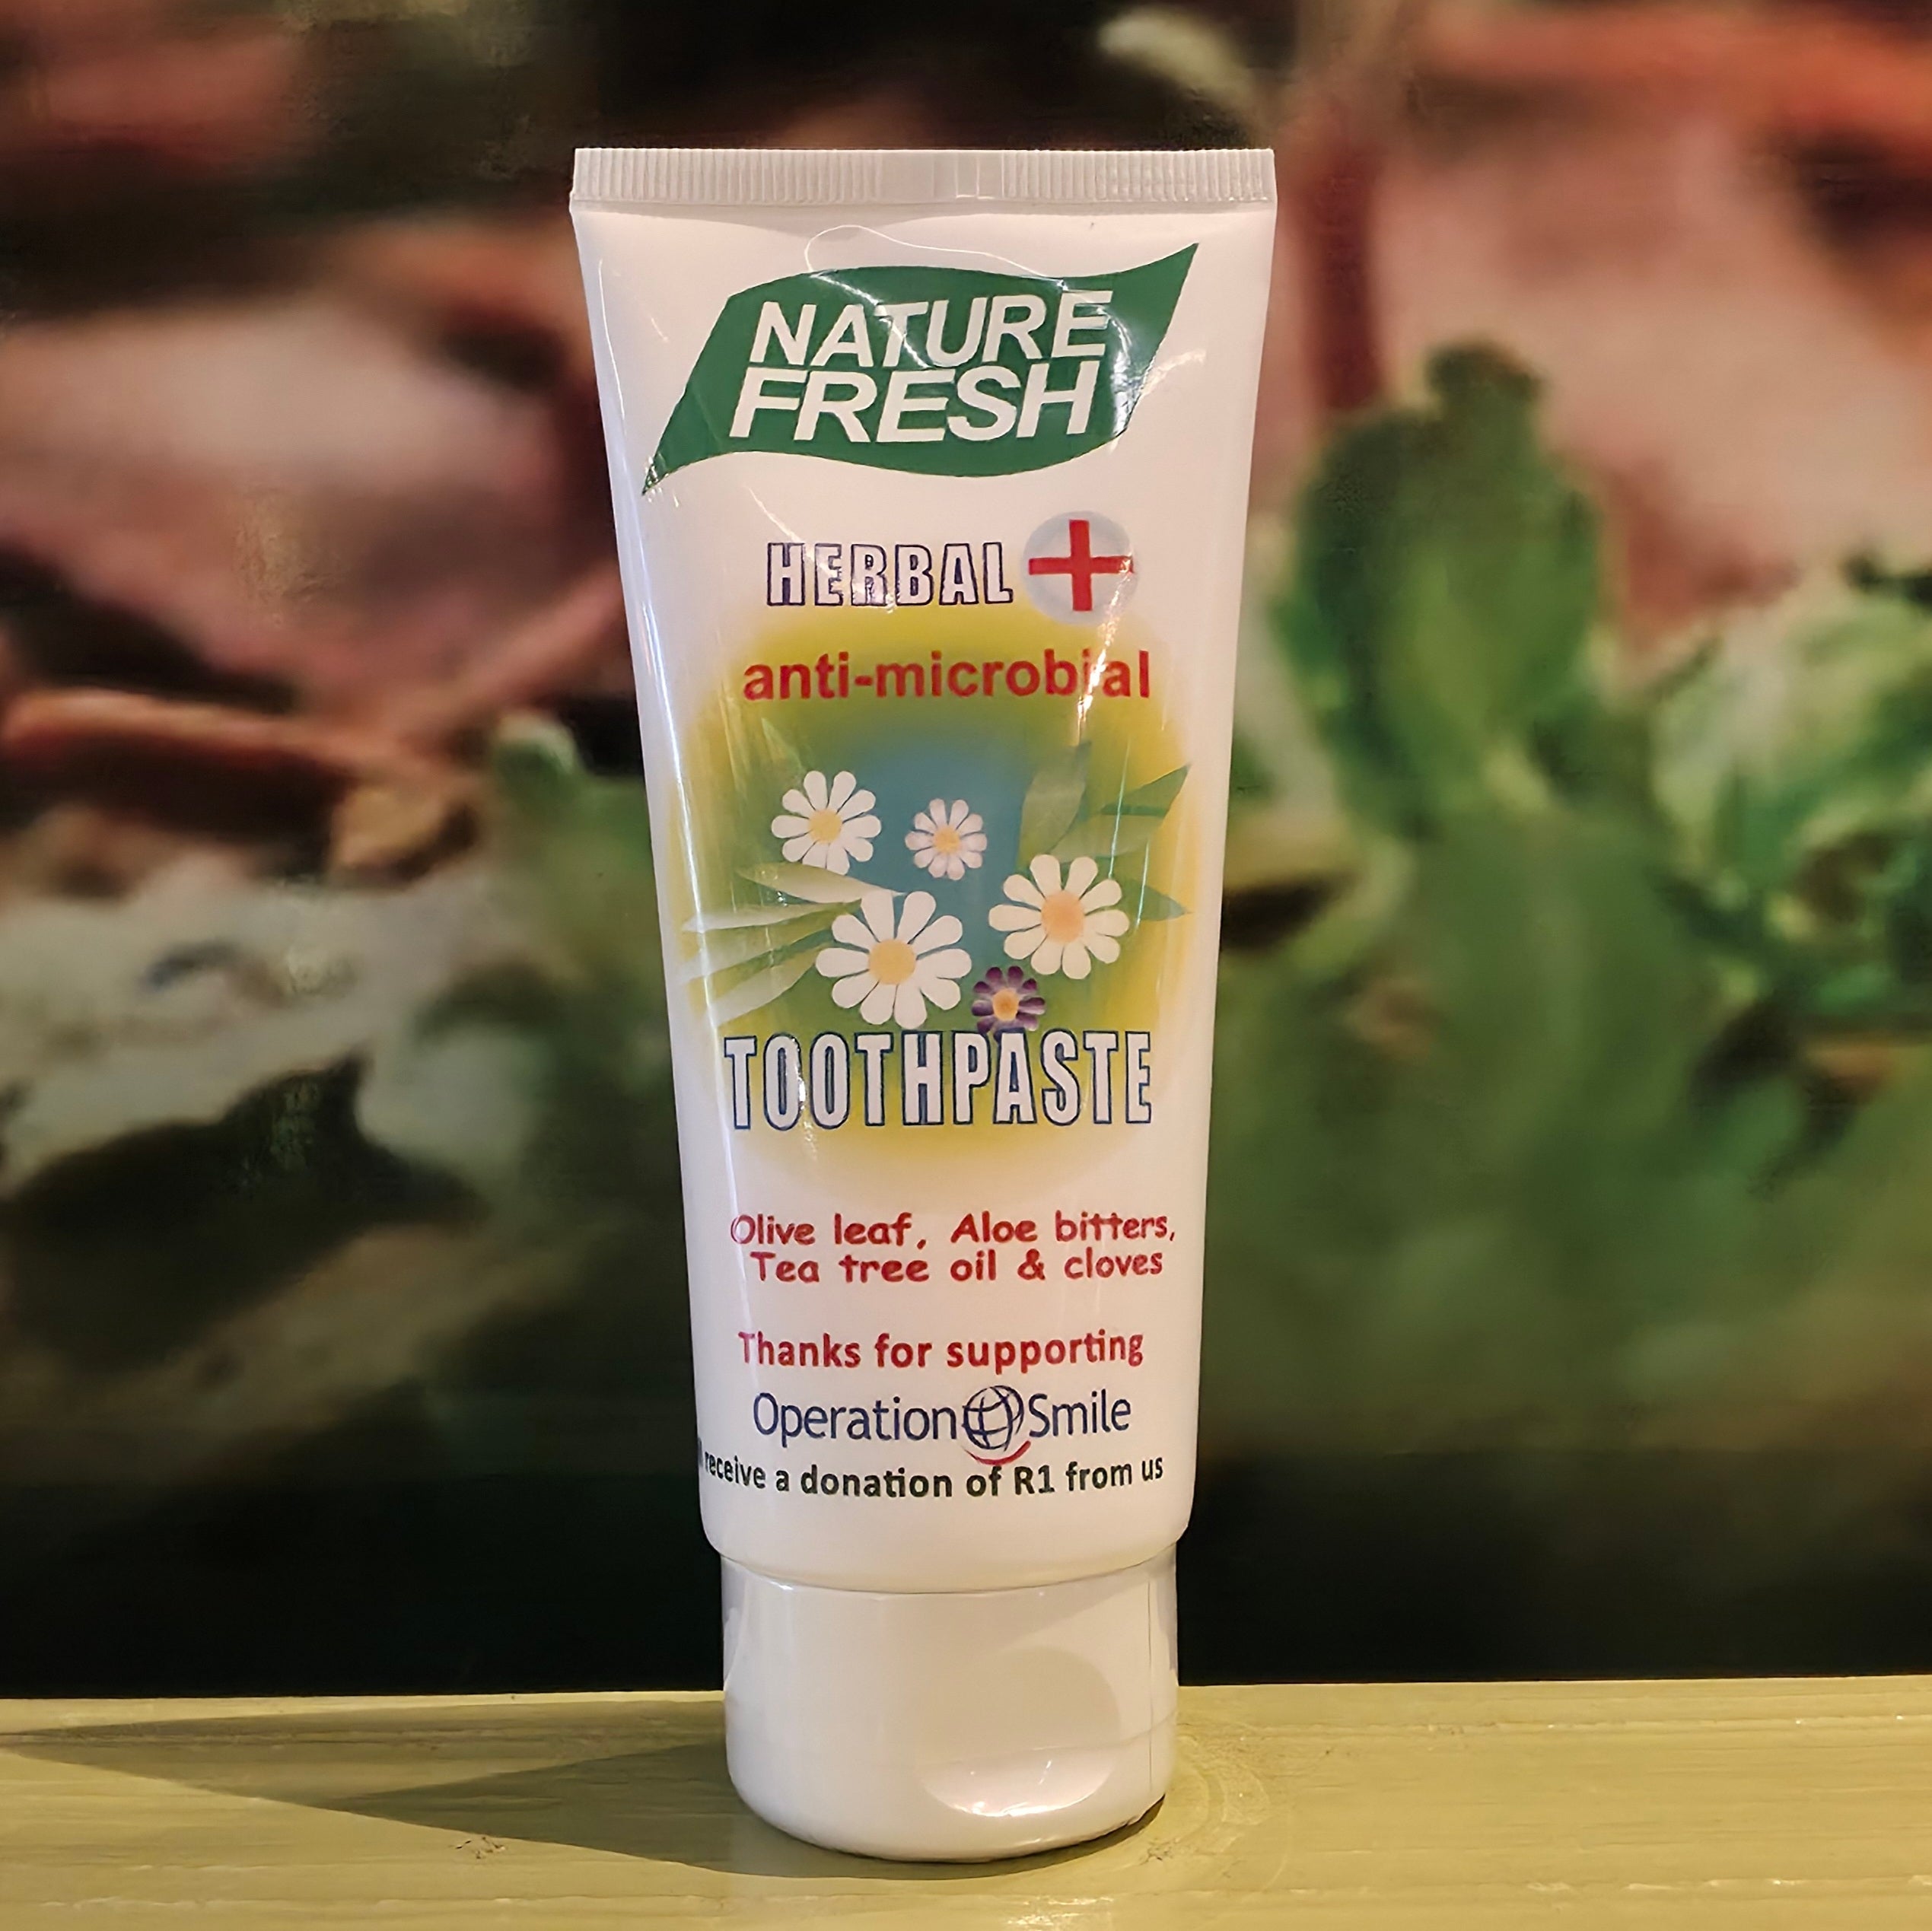 NATURE
FRESH
HERBAL +
anti-microbial
TOOTHPASTE
Olive leaf, Aloe bitters,
Tea tree oil & cloves
Thanks for supporting
Operation Smile
receive a donation of R1 from us